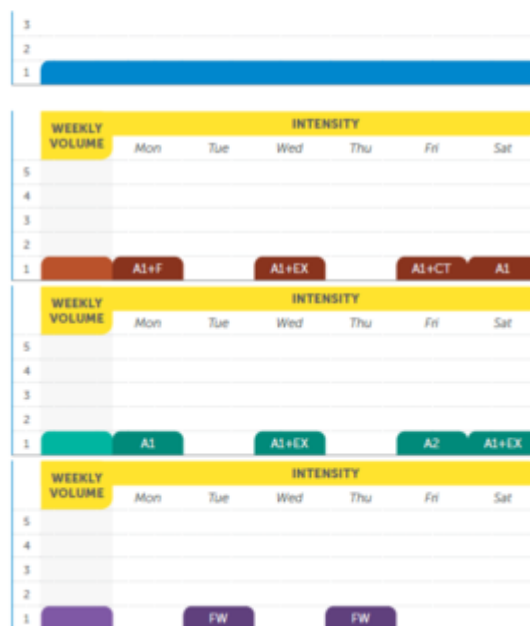 3
2
1
WEEKLY VOLUME INTENSITY
Mon Tue Wed Thu Fri Sat
5
4
3
2
1 A1+F A1+EX A1+CT A1
WEEKLY VOLUME INTENSITY
Mon Tue Wed Thu Fri Sat
5
4
3
2
1 A1 A1+EX A2 A1+EX
WEEKLY VOLUME INTENSITY
Mon Tue Wed Thu Fri Sat
5
4
3
2
1 FW FW